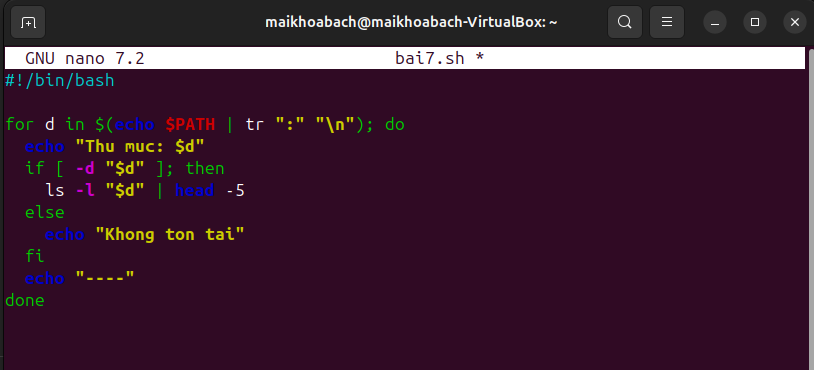 maikhoabach@maikhoabach-VirtualBox: ~
GNU nano 7.2 bai7.sh *
#!/bin/bash
for d in $(echo $PATH | tr ":" "\n"); do
  echo "Thu muc: $d"
  if [ -d "$d" ]; then
    ls -l "$d" | head -5
  else
    echo "Khong ton tai"
  fi
  echo "----"
done